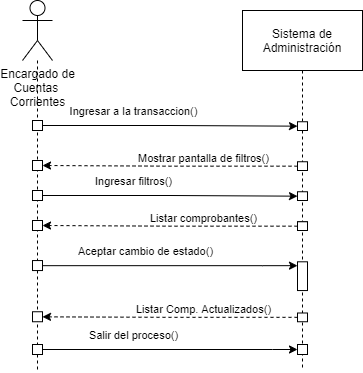 Sistema de
Administración
Encargado de
Cuentas
Corrientes
Ingresar a la transaccion()
Mostrar pantalla de filtros()
Ingresar filtros()
Listar comprobantes()
Aceptar cambio de estado()
Listar Comp. Actualizados()
Salir del proceso()